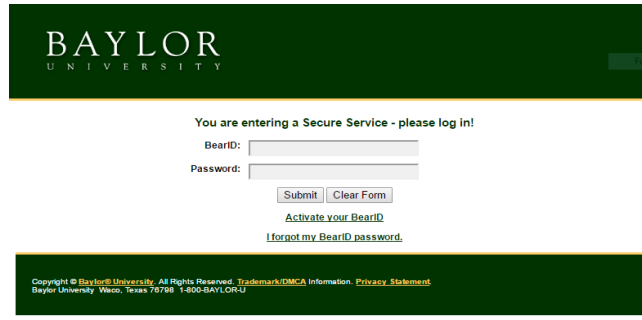 BAYLOR
UNIVERSITY
You are entering a Secure Service - please log in!
BearID:
Password:
Submit Clear Form
Activate your BearID
I forgot my BearID password.
Copyright © Baylor® University. All Rights Reserved. Trademark/DMCA Information. Privacy Statement.
Baylor University Waco, Texas 76798 1-800-BAYLOR-U